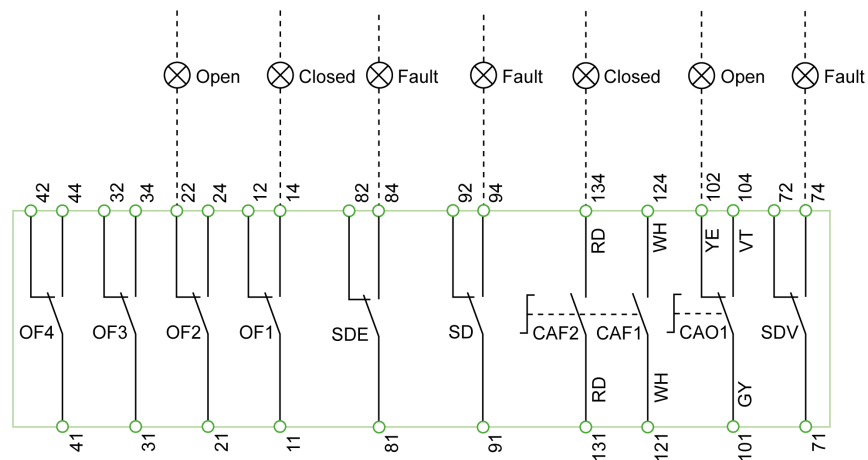 Open Closed Fault Fault Closed Open Fault
42 44 32 34 22 24 12 14 82 84 92 94 134 124 102 104 72 74
RD WH YE VT
OF4 OF3 OF2 OF1 SDE SD CAF2 CAF1 CAO1 SDV
RD WH GY
41 31 21 11 81 91 131 121 101 71